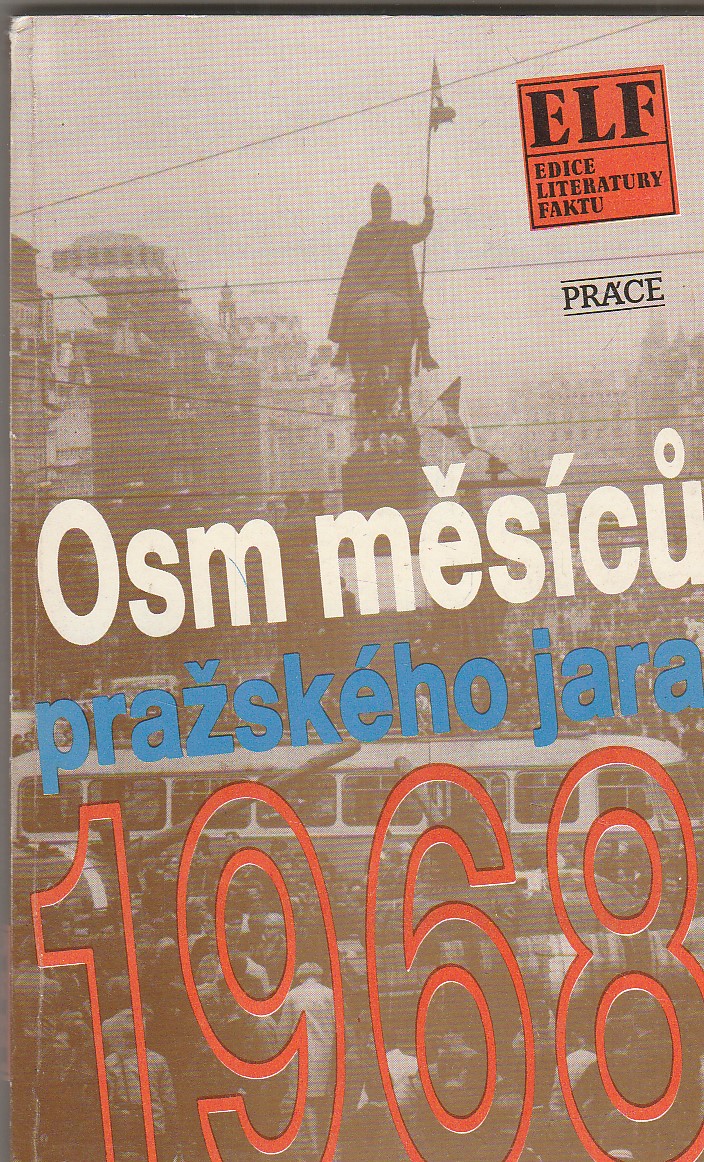 ELF
EDICE
LITERATURY
FAKTU
PRÁCE
Osm měsíců
pražského jara
1968